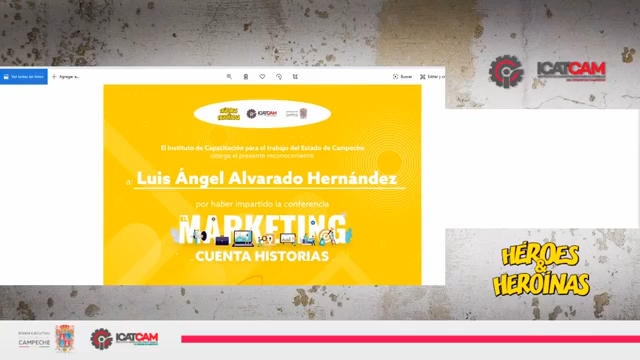 ICATCAM
Ver todas las fotos
Agregar a...
Buscar
Editar y c
HÉROES
&
HEROÍNAS
ICATCAM
El Instituto de Capacitación para el trabajo del Estado de Campeche
otorga el presente reconocimiento
a: Luis Ángel Alvarado Hernández
por haber impartido la conferencia
MARKETING
CUENTA HISTORIAS
HÉROES
&
HEROÍNAS
CAMPECHE
ICATCAM